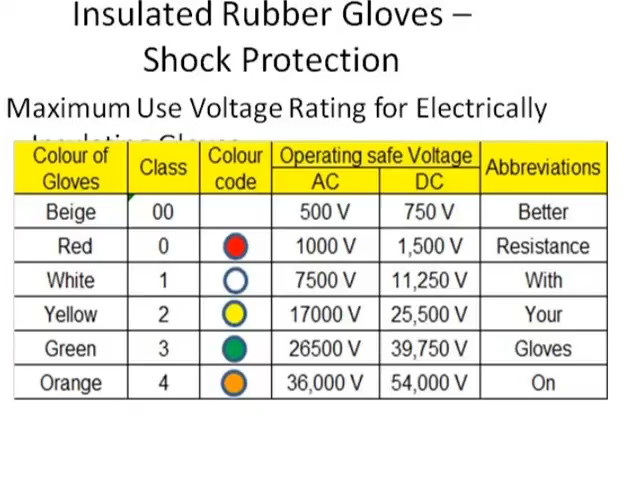 Insulated Rubber Gloves –
Shock Protection
Maximum Use Voltage Rating for Electrically
Colour of Gloves Class Colour code Operating safe Voltage AC DC Abbreviations
Beige 00 500 V 750 V Better
Red 0 1000 V 1,500 V Resistance
White 1 7500 V 11,250 V With
Yellow 2 17000 V 25,500 V Your
Green 3 26500 V 39,750 V Gloves
Orange 4 36,000 V 54,000 V On